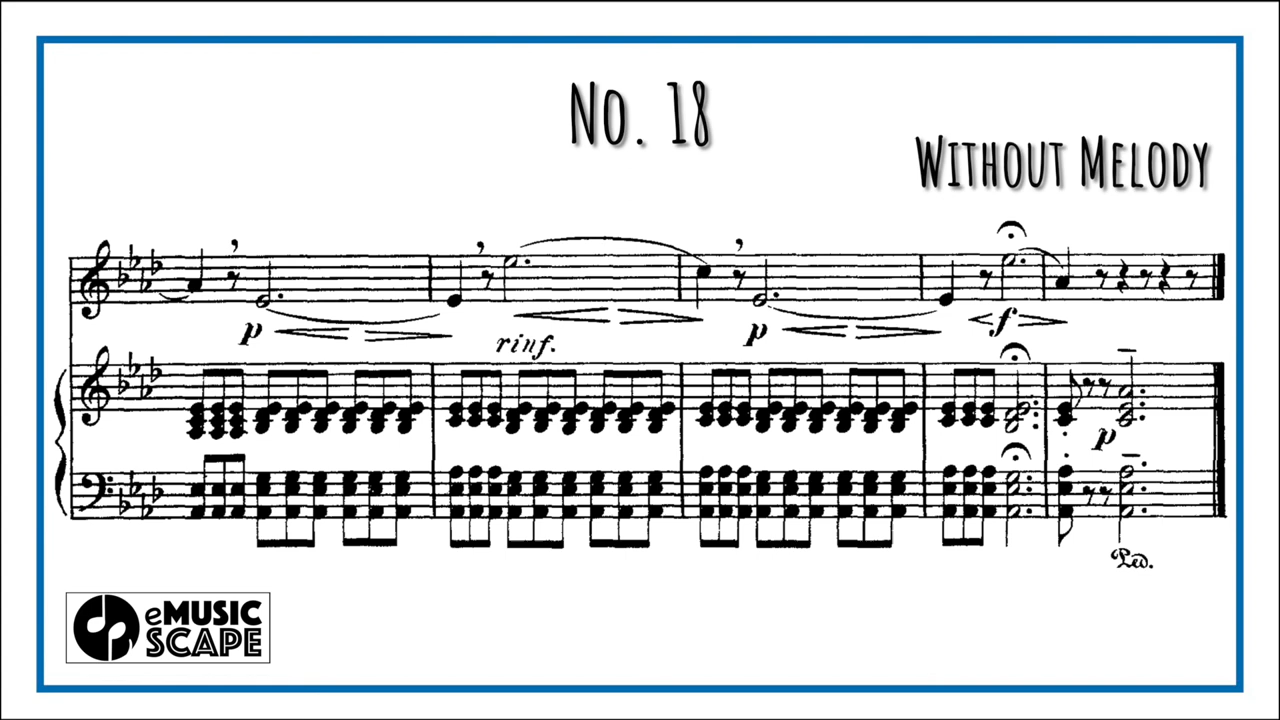 No. 18
WITHOUT MELODY
p
rinf.
p
f
p
Ped.
eMUSIC
SCAPE